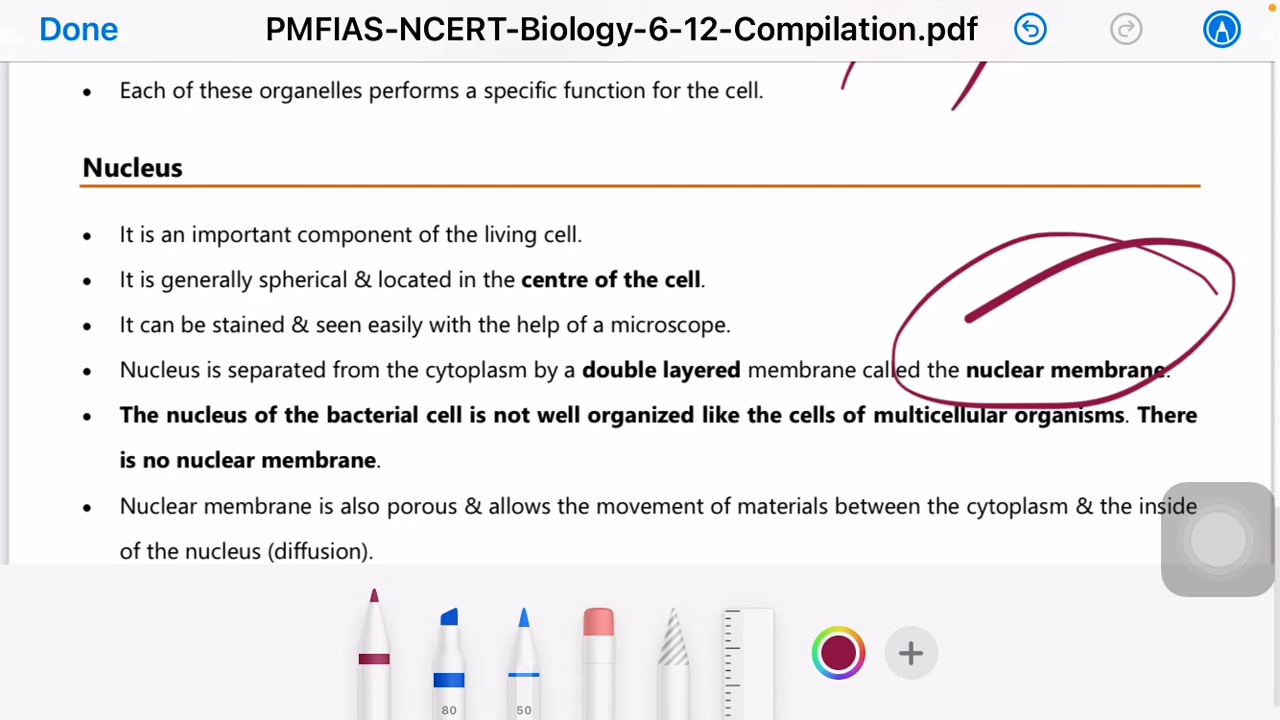 Done PMFIAS-NCERT-Biology-6-12-Compilation.pdf
• Each of these organelles performs a specific function for the cell.
Nucleus
• It is an important component of the living cell.
• It is generally spherical & located in the centre of the cell.
• It can be stained & seen easily with the help of a microscope.
• Nucleus is separated from the cytoplasm by a double layered membrane called the nuclear membrane.
• The nucleus of the bacterial cell is not well organized like the cells of multicellular organisms. There
is no nuclear membrane.
• Nuclear membrane is also porous & allows the movement of materials between the cytoplasm & the inside
of the nucleus (diffusion).
80 50